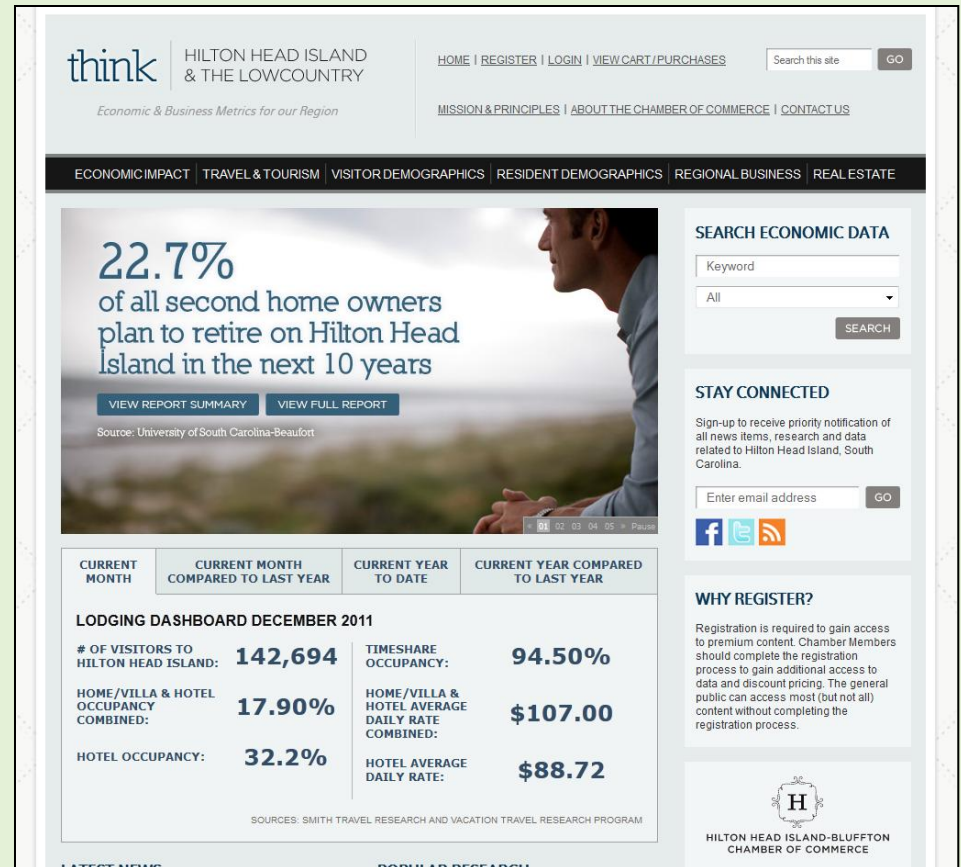 think
HILTON HEAD ISLAND
& THE LOWCOUNTRY
Economic & Business Metrics for our Region
HOME | REGISTER | LOGIN | VIEW CART / PURCHASES
Search this site
GO
MISSION & PRINCIPLES | ABOUT THE CHAMBER OF COMMERCE | CONTACT US
ECONOMIC IMPACT | TRAVEL & TOURISM | VISITOR DEMOGRAPHICS | RESIDENT DEMOGRAPHICS | REGIONAL BUSINESS | REAL ESTATE
22.7%
of all second home owners
plan to retire on Hilton Head
Island in the next 10 years
VIEW REPORT SUMMARY
VIEW FULL REPORT
Source: University of South Carolina-Beaufort
« 01 02 03 04 05 » Pause
CURRENT
MONTH
CURRENT MONTH
COMPARED TO LAST YEAR
CURRENT YEAR
TO DATE
CURRENT YEAR COMPARED
TO LAST YEAR
LODGING DASHBOARD DECEMBER 2011
# OF VISITORS TO
HILTON HEAD ISLAND:
142,694
HOME/VILLA & HOTEL
OCCUPANCY
COMBINED:
17.90%
HOTEL OCCUPANCY:
32.2%
TIMESHARE
OCCUPANCY:
94.50%
HOME/VILLA &
HOTEL AVERAGE
DAILY RATE
COMBINED:
$107.00
HOTEL AVERAGE
DAILY RATE:
$88.72
SOURCES: SMITH TRAVEL RESEARCH AND VACATION TRAVEL RESEARCH PROGRAM
LATEST NEWS
POPULAR RESEARCH
SEARCH ECONOMIC DATA
Keyword
All
SEARCH
STAY CONNECTED
Sign-up to receive priority notification of
all news items, research and data
related to Hilton Head Island, South
Carolina.
Enter email address
GO
WHY REGISTER?
Registration is required to gain access
to premium content. Chamber Members
should complete the registration
process to gain additional access to
data and discount pricing. The general
public can access most (but not all)
content without completing the
registration process.
H
HILTON HEAD ISLAND-BLUFFTON
CHAMBER OF COMMERCE